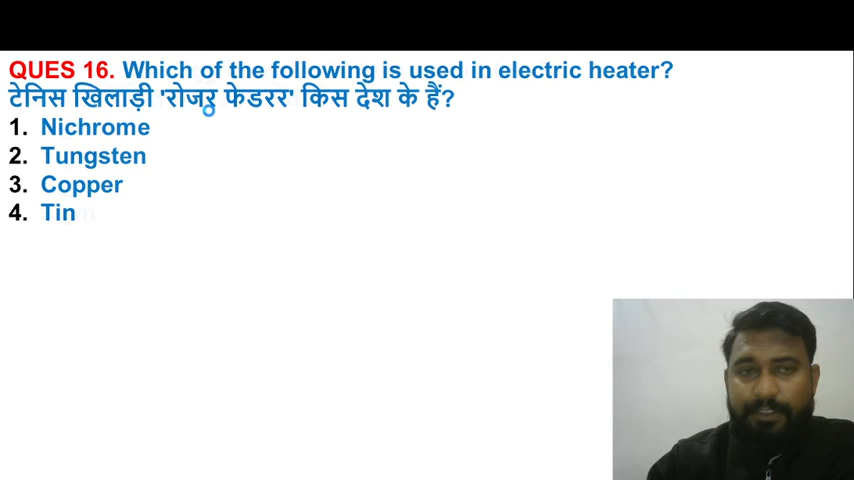 QUES 16. Which of the following is used in electric heater?
टेनिस खिलाड़ी 'रोजर फेडरर' किस देश के हैं?
1. Nichrome
2. Tungsten
3. Copper
4. Tin